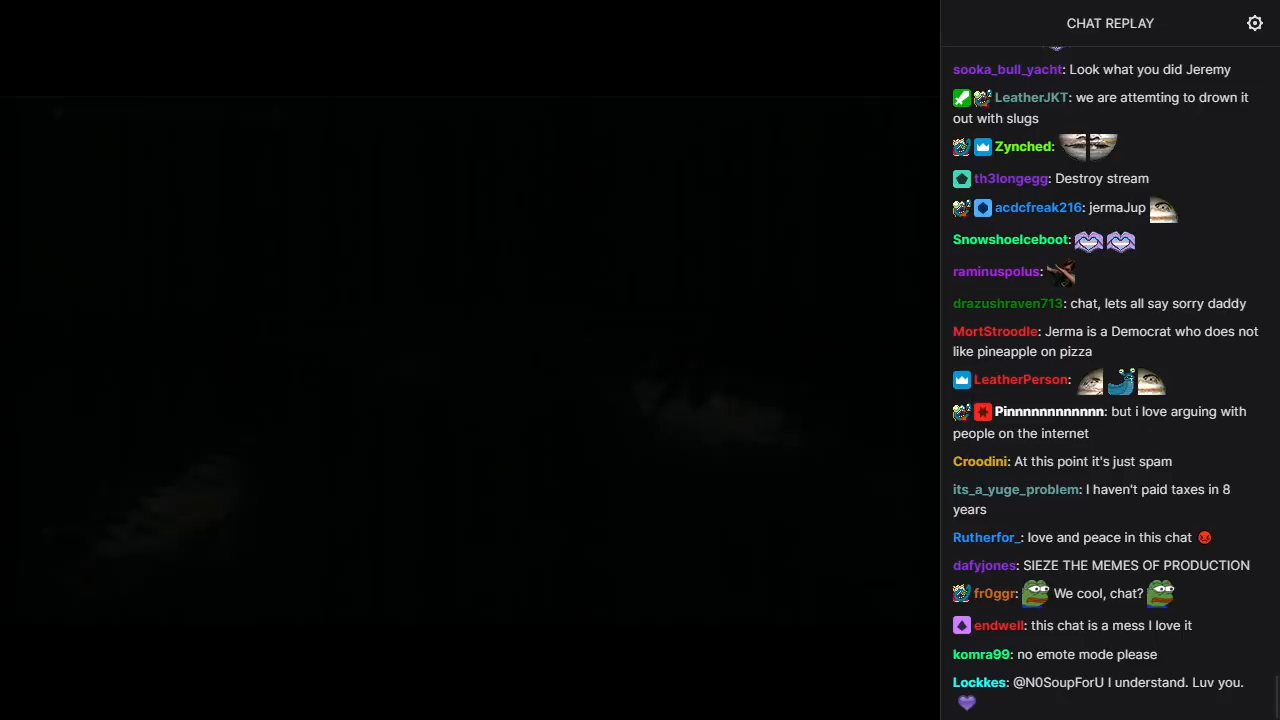 CHAT REPLAY
sooka_bull_yacht: Look what you did Jeremy
LeatherJKT: we are attemting to drown it
out with slugs
Zynched:
th3longegg: Destroy stream
acdcfreak216: jermaJup
SnowshoeIceboot:
raminuspolus:
drazushraven713: chat, lets all say sorry daddy
MortStroodle: Jerma is a Democrat who does not
like pineapple on pizza
LeatherPerson:
Pinnnnnnnnnnnn: but i love arguing with
people on the internet
Croodini: At this point it's just spam
its_a_yuge_problem: I haven't paid taxes in 8
years
Rutherfor_: love and peace in this chat
dafyjones: SIEZE THE MEMES OF PRODUCTION
fr0ggr: We cool, chat?
endwell: this chat is a mess I love it
komra99: no emote mode please
Lockkes: @N0SoupForU I understand. Luv you.